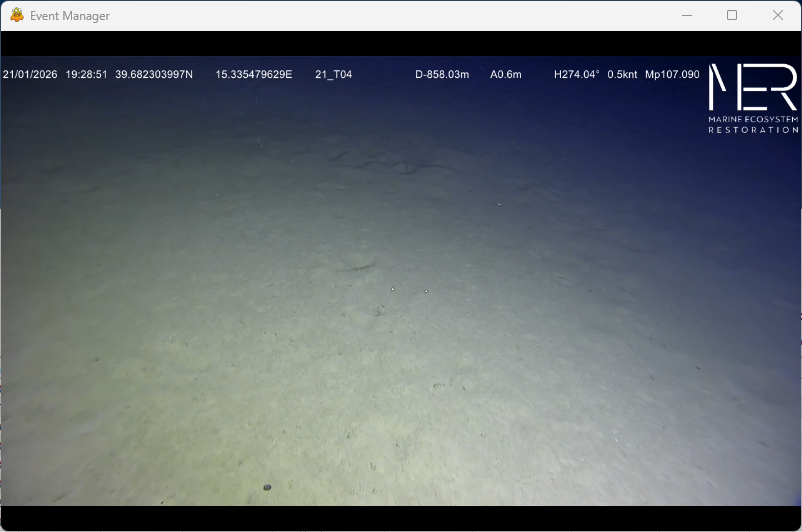 Event Manager
21/01/2026 19:28:51 39.682303997N 15.335479629E 21_T04 D-858.03m A0.6m H274.04° 0.5knt Mp107.090
MER
MARINE ECOSYSTEM
RESTORATION